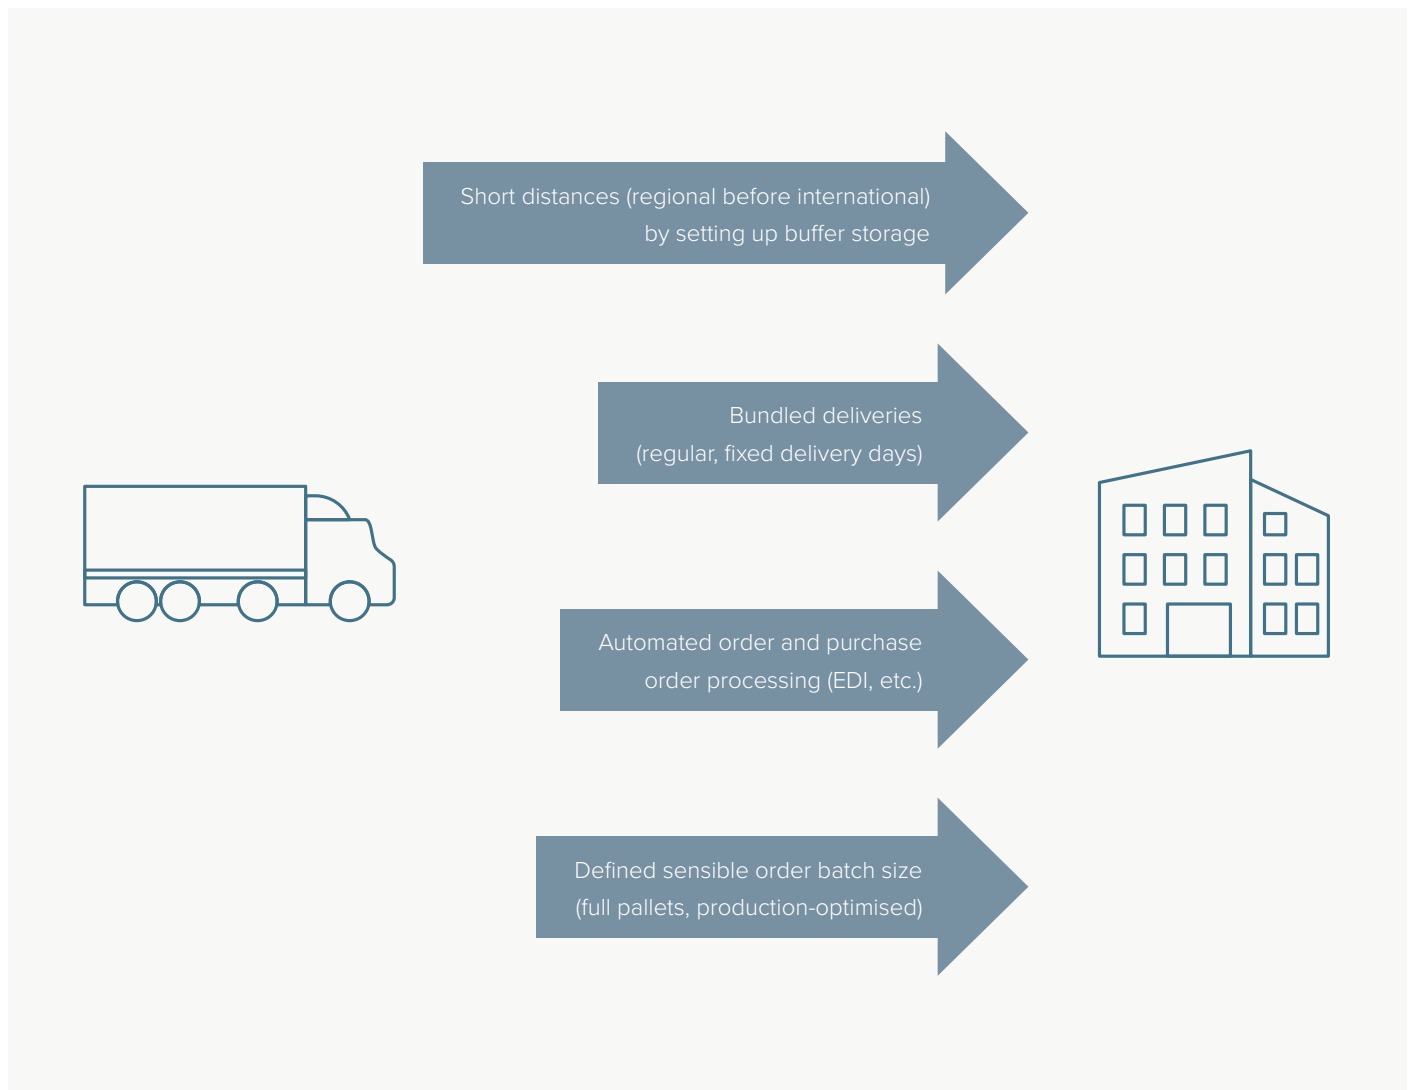 Short distances (regional before international)
by setting up buffer storage
Bundled deliveries
(regular, fixed delivery days)
Automated order and purchase
order processing (EDI, etc.)
Defined sensible order batch size
(full pallets, production-optimised)